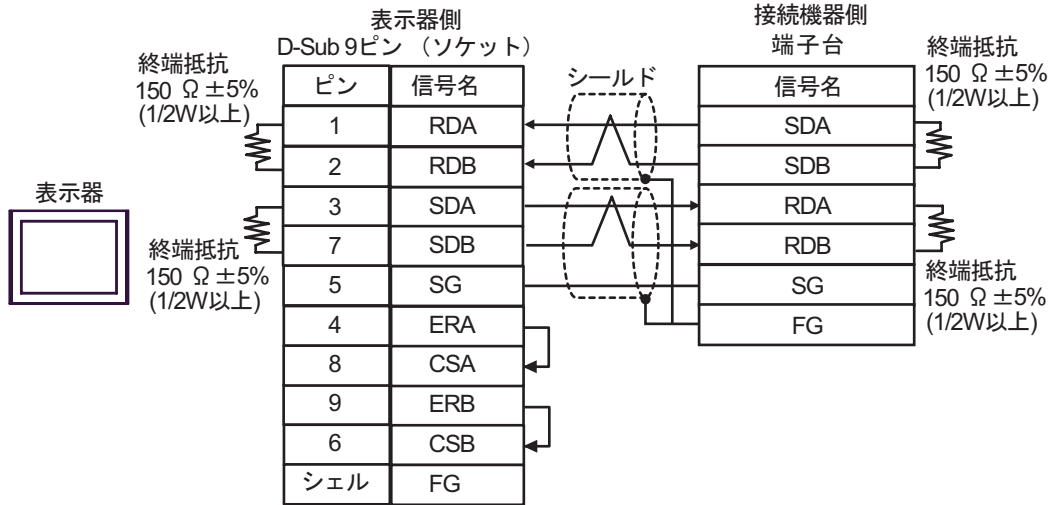 表示器側
D-Sub 9ピン （ソケット）
接続機器側
端子台
終端抵抗
150 Ω ±5%
(1/2W以上)
シールド
終端抵抗
150 Ω ±5%
(1/2W以上)
ピン 信号名
信号名
1 RDA
SDA
2 RDB
SDB
表示器
3 SDA
RDA
7 SDB
RDB
終端抵抗
150 Ω ±5%
(1/2W以上)
5 SG
SG
終端抵抗
150 Ω ±5%
(1/2W以上)
4 ERA
FG
8 CSA
9 ERB
6 CSB
シェル FG